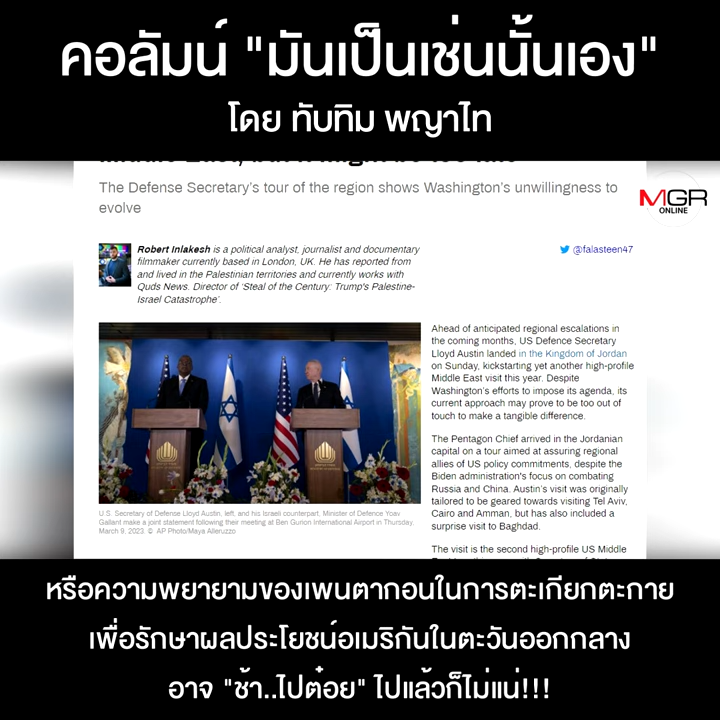 คอลัมน์ "มันเป็นเช่นนั้นเอง"
โดย ทับทิม พญาไท
The Defense Secretary's tour of the region shows Washington's unwillingness to
evolve
MGR
ONLINE
Robert Inlakesh is a political analyst, journalist and documentary
filmmaker currently based in London, UK. He has reported from
and lived in the Palestinian territories and currently works with
Quds News. Director of 'Steal of the Century: Trump's Palestine-
Israel Catastrophe'.
@falasteen47
Ahead of anticipated regional escalations in
the coming months, US Defence Secretary
Lloyd Austin landed in the Kingdom of Jordan
on Sunday, kickstarting yet another high-profile
Middle East visit this year. Despite
Washington's efforts to impose its agenda, its
current approach may prove to be too out of
touch to make a tangible difference.
The Pentagon Chief arrived in the Jordanian
capital on a tour aimed at assuring regional
allies of US policy commitments, despite the
Biden administration's focus on combating
Russia and China. Austin's visit was originally
tailored to be geared towards visiting Tel Aviv,
Cairo and Amman, but has also included a
surprise visit to Baghdad.
The visit is the second high-profile US Middle
U.S. Secretary of Defense Lloyd Austin, left, and his Israeli counterpart, Minister of Defence Yoav
Gallant make a joint statement following their meeting at Ben Gurion International Airport in Thursday,
March 9, 2023. © AP Photo/Maya Alleruzzo
หรือความพยายามของเพนตากอนในการตะเกียกตะกาย
เพื่อรักษาผลประโยชน์อเมริกันในตะวันออกกลาง
อาจ "ช้า..ไปต๋อย" ไปแล้วก็ไม่แน่!!!